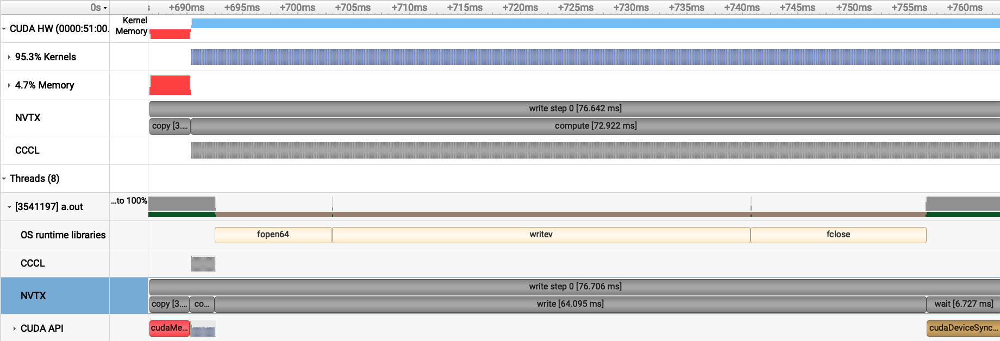 0s +690ms +695ms +700ms +705ms +710ms +715ms +720ms +725ms +730ms +735ms +740ms +745ms +750ms +755ms +760ms
CUDA HW (0000:51:00. Kernel
Memory
95.3% Kernels
4.7% Memory
NVTX
write step 0 [76.642 ms]
copy [3.... compute [72.922 ms]
CCCL
Threads (8)
[3541197] a.out ...to 100%
OS runtime libraries fopen64 writev fclose
CCCL
NVTX
write step 0 [76.706 ms]
copy [3.... co... write [64.095 ms] wait [6.727 ms]
CUDA API cudaMe... cudaDeviceSync...